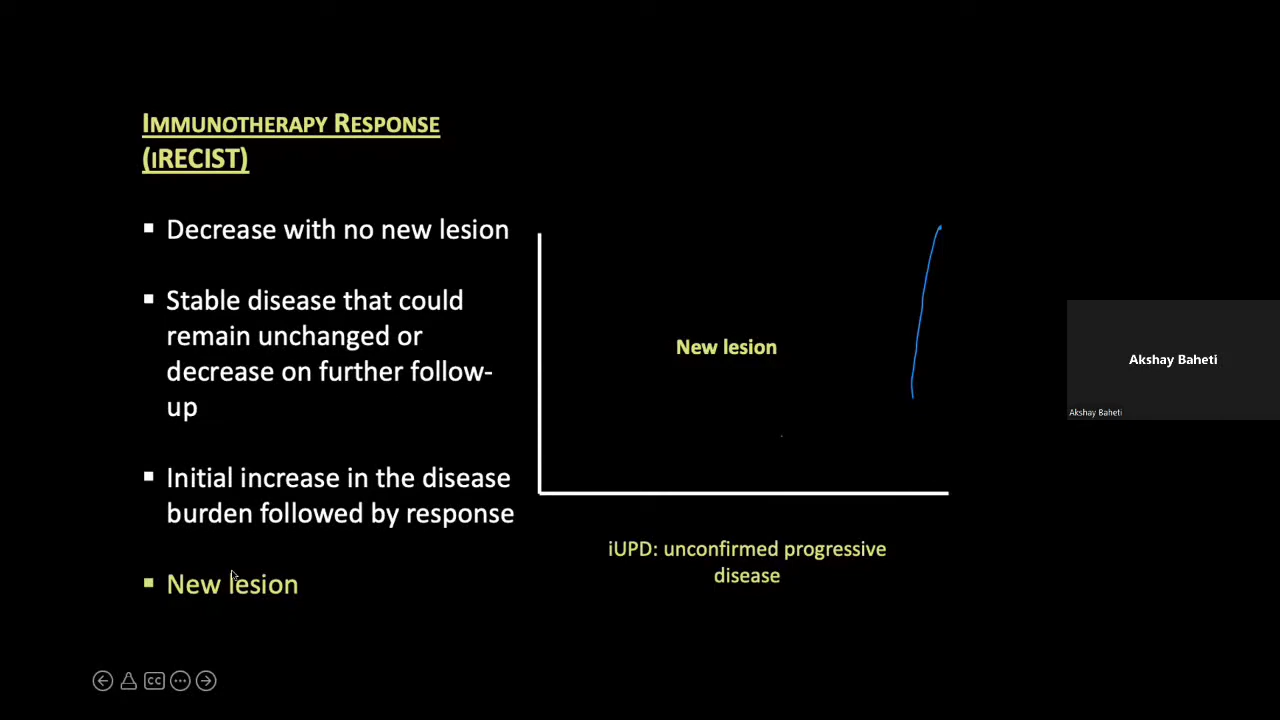 IMMUNOTHERAPY RESPONSE
(IRECIST)
▪ Decrease with no new lesion
▪ Stable disease that could
remain unchanged or
decrease on further follow-
up
▪ Initial increase in the disease
burden followed by response
▪ New lesion
New lesion
iUPD: unconfirmed progressive
disease
Akshay Baheti
Akshay Baheti
CC